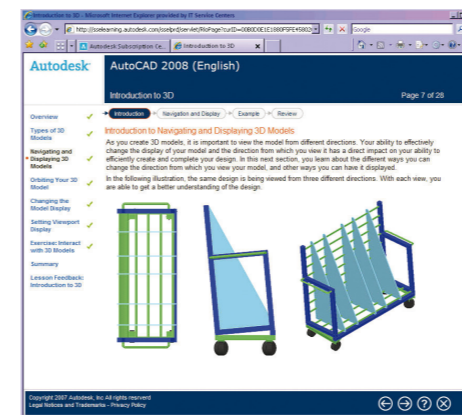 Introduction to 3D - Microsoft Internet Explorer provided by IT Service Centers
Google
Autodesk Subscription Ce...
Introduction to 3D
Autodesk
AutoCAD 2008 (English)
Introduction to 3D
Page 7 of 28
Overview
Types of 3D
Models
Navigating and
Displaying 3D
Models
Orbiting Your 3D
Model
Changing the
Model Display
Setting Viewport
Display
Exercise: Interact
with 3D Models
Summary
Lesson Feedback:
Introduction to 3D
Introduction
Navigation and Display
Example
Review
Introduction to Navigating and Displaying 3D Models
As you create 3D models, it is important to view the model from different directions. Your ability to effectively
change the display of your model and the direction from which you view it has a direct impact on your ability to
efficiently create and complete your design. In this next section, you learn about the different ways you can
change the direction from which you view your model, and other ways you can have it displayed.
In the following illustration, the same design is being viewed from three different directions. With each view, you
are able to get a better understanding of the design.
Copyright 2007 Autodesk, Inc All rights reserverd
Legal Notices and Trademarks - Privacy Policy